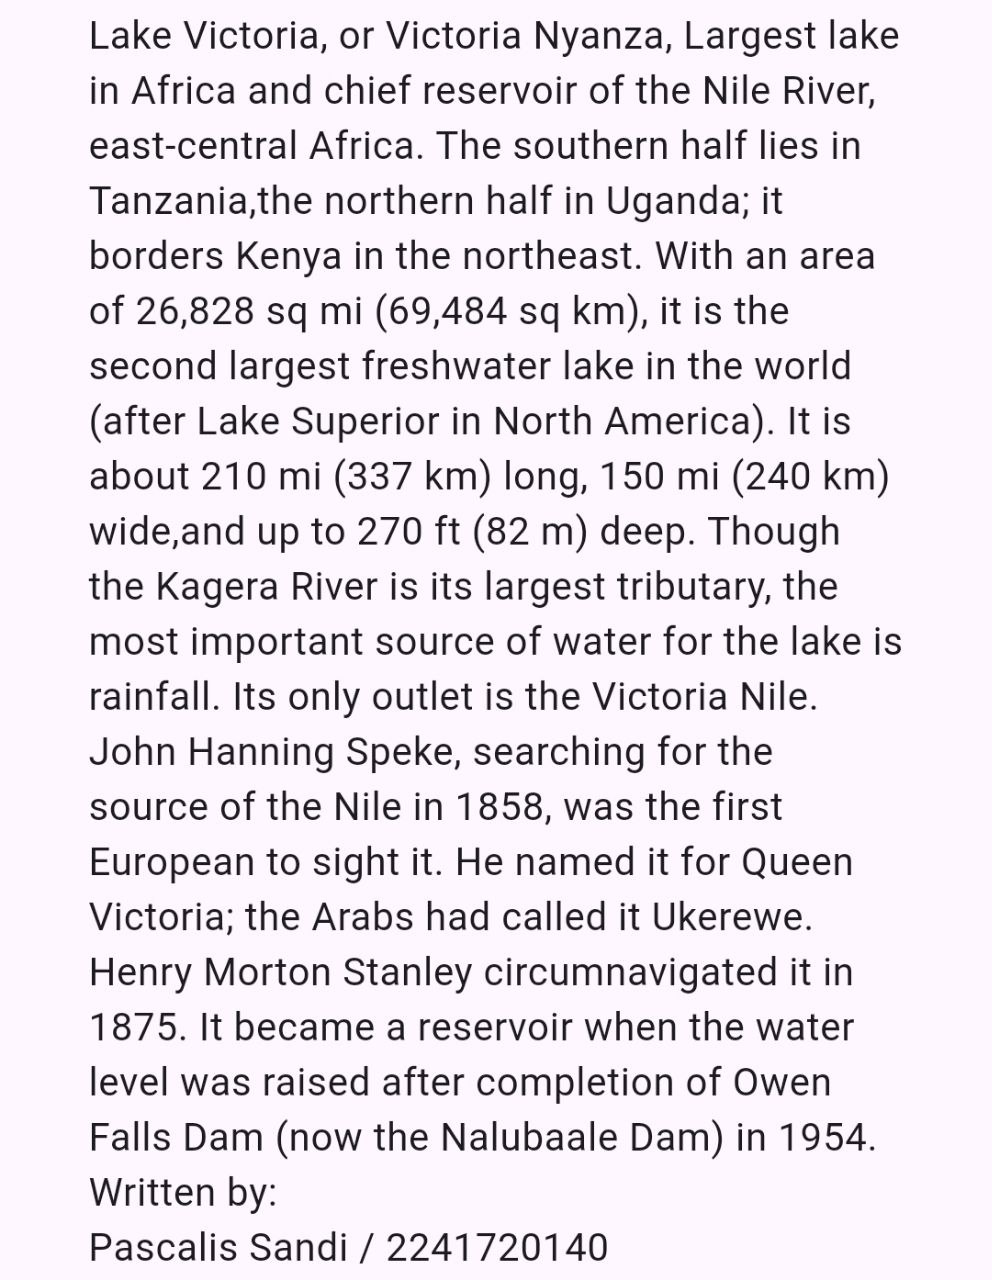 Lake Victoria, or Victoria Nyanza, Largest lake
in Africa and chief reservoir of the Nile River,
east-central Africa. The southern half lies in
Tanzania,the northern half in Uganda; it
borders Kenya in the northeast. With an area
of 26,828 sq mi (69,484 sq km), it is the
second largest freshwater lake in the world
(after Lake Superior in North America). It is
about 210 mi (337 km) long, 150 mi (240 km)
wide,and up to 270 ft (82 m) deep. Though
the Kagera River is its largest tributary, the
most important source of water for the lake is
rainfall. Its only outlet is the Victoria Nile.
John Hanning Speke, searching for the
source of the Nile in 1858, was the first
European to sight it. He named it for Queen
Victoria; the Arabs had called it Ukerewe.
Henry Morton Stanley circumnavigated it in
1875. It became a reservoir when the water
level was raised after completion of Owen
Falls Dam (now the Nalubaale Dam) in 1954.
Written by:
Pascalis Sandi / 2241720140